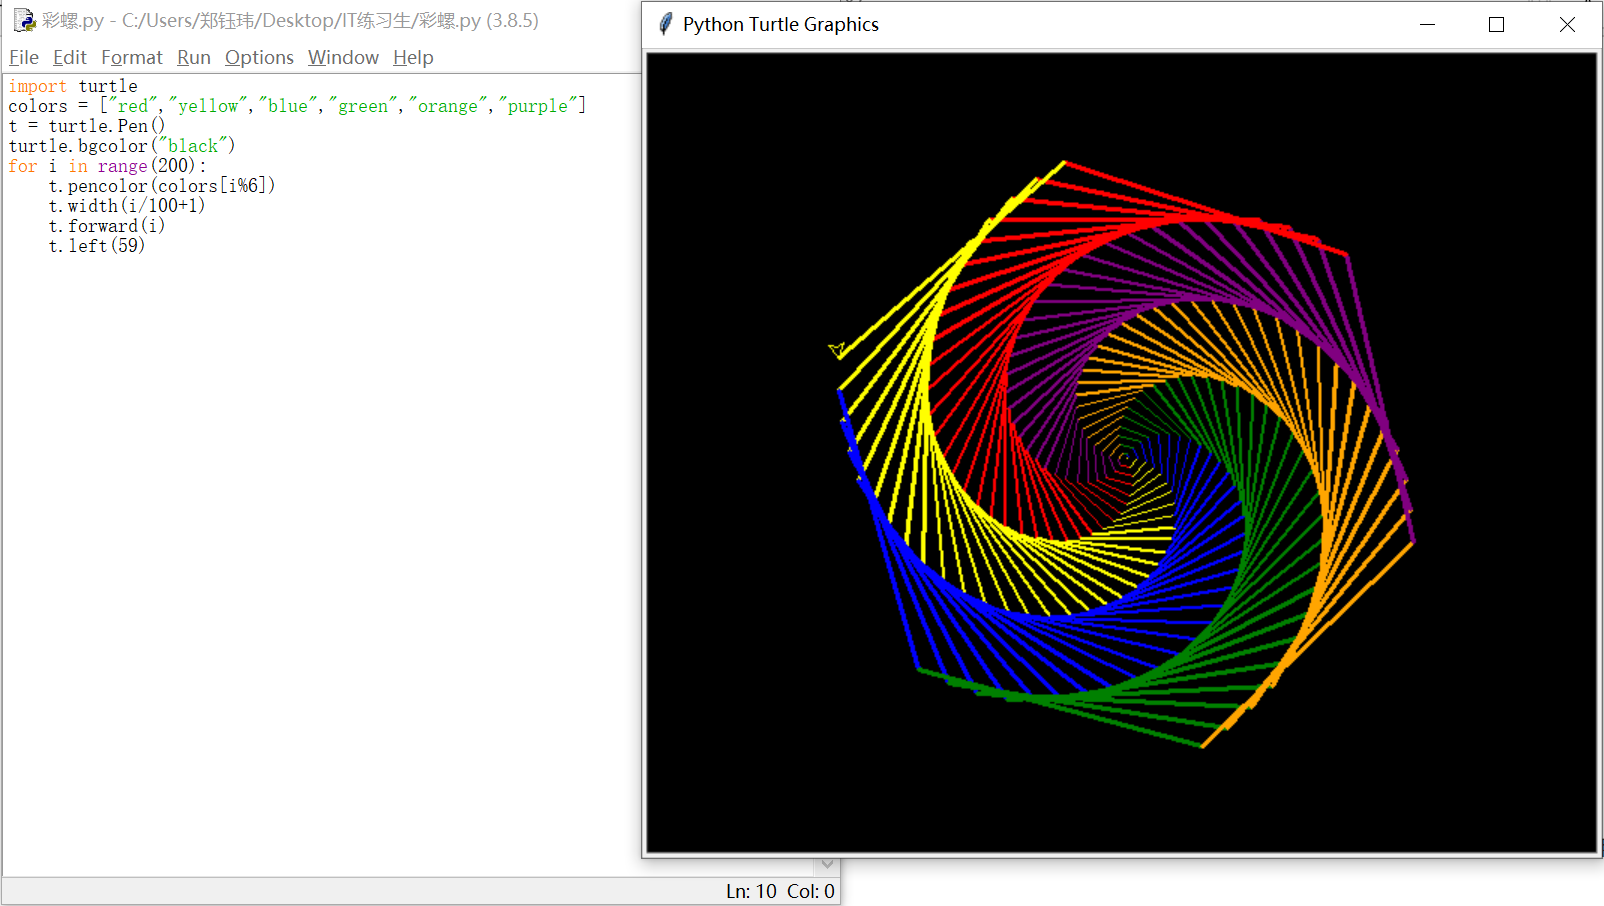 彩螺.py - C:/Users/郑钰玮/Desktop/IT练习生/彩螺.py (3.8.5)
File Edit Format Run Options Window Help
import turtle
colors = ["red","yellow","blue","green","orange","purple"]
t = turtle.Pen()
turtle.bgcolor("black")
for i in range(200):
    t.pencolor(colors[i%6])
    t.width(i/100+1)
    t.forward(i)
    t.left(59)
Ln: 10 Col: 0
Python Turtle Graphics